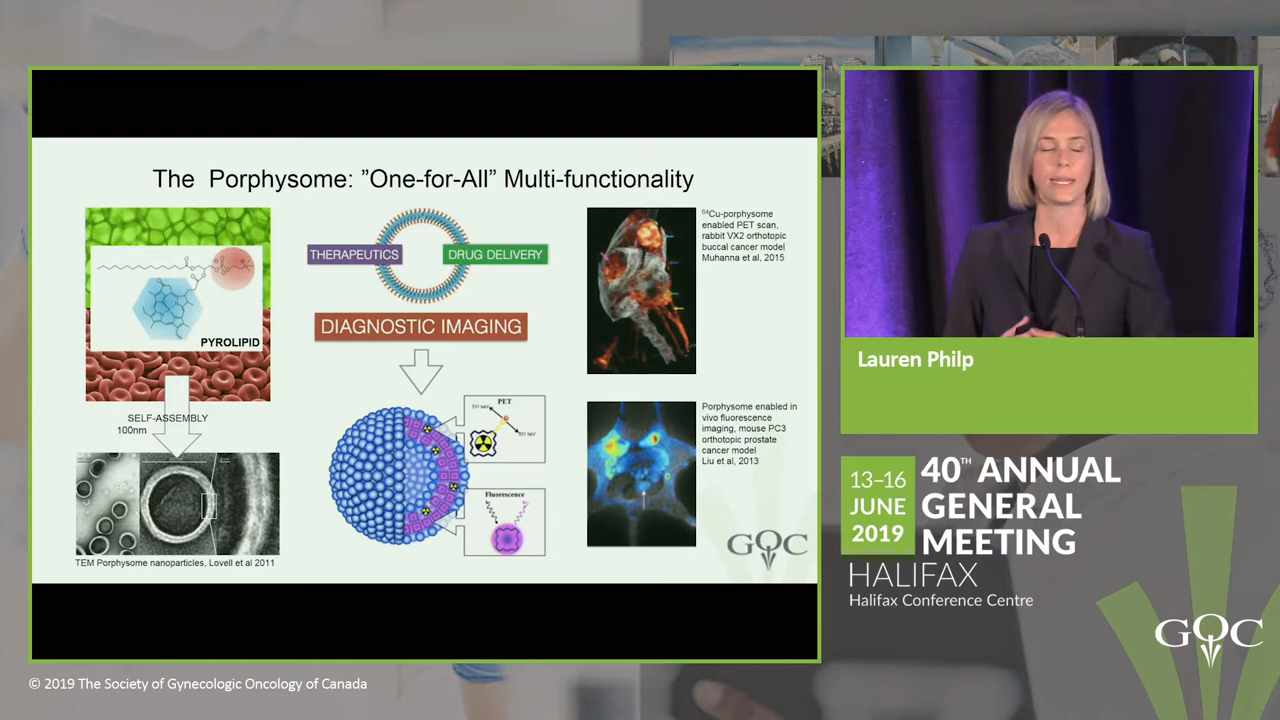 The Porphysome: ”One-for-All” Multi-functionality
PYROLIPID
SELF-ASSEMBLY
100nm
TEM Porphysome nanoparticles, Lovell et al 2011
THERAPEUTICS
DRUG DELIVERY
DIAGNOSTIC IMAGING
PET
511 keV
511 keV
Fluorescence
64Cu-porphysome
enabled PET scan,
rabbit VX2 orthotopic
buccal cancer model
Muhanna et al, 2015
Porphysome enabled in
vivo fluorescence
imaging, mouse PC3
orthotopic prostate
cancer model
Liu et al, 2013
GOC
Lauren Philp
13–16
JUNE
2019
40TH ANNUAL
GENERAL
MEETING
HALIFAX
Halifax Conference Centre
GOC
© 2019 The Society of Gynecologic Oncology of Canada